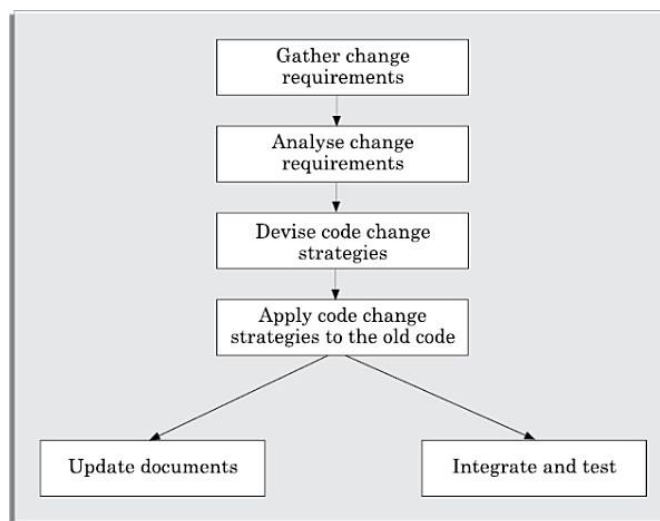 Gather change
requirements
Analyse change
requirements
Devise code change
strategies
Apply code change
strategies to the old code
Update documents
Integrate and test